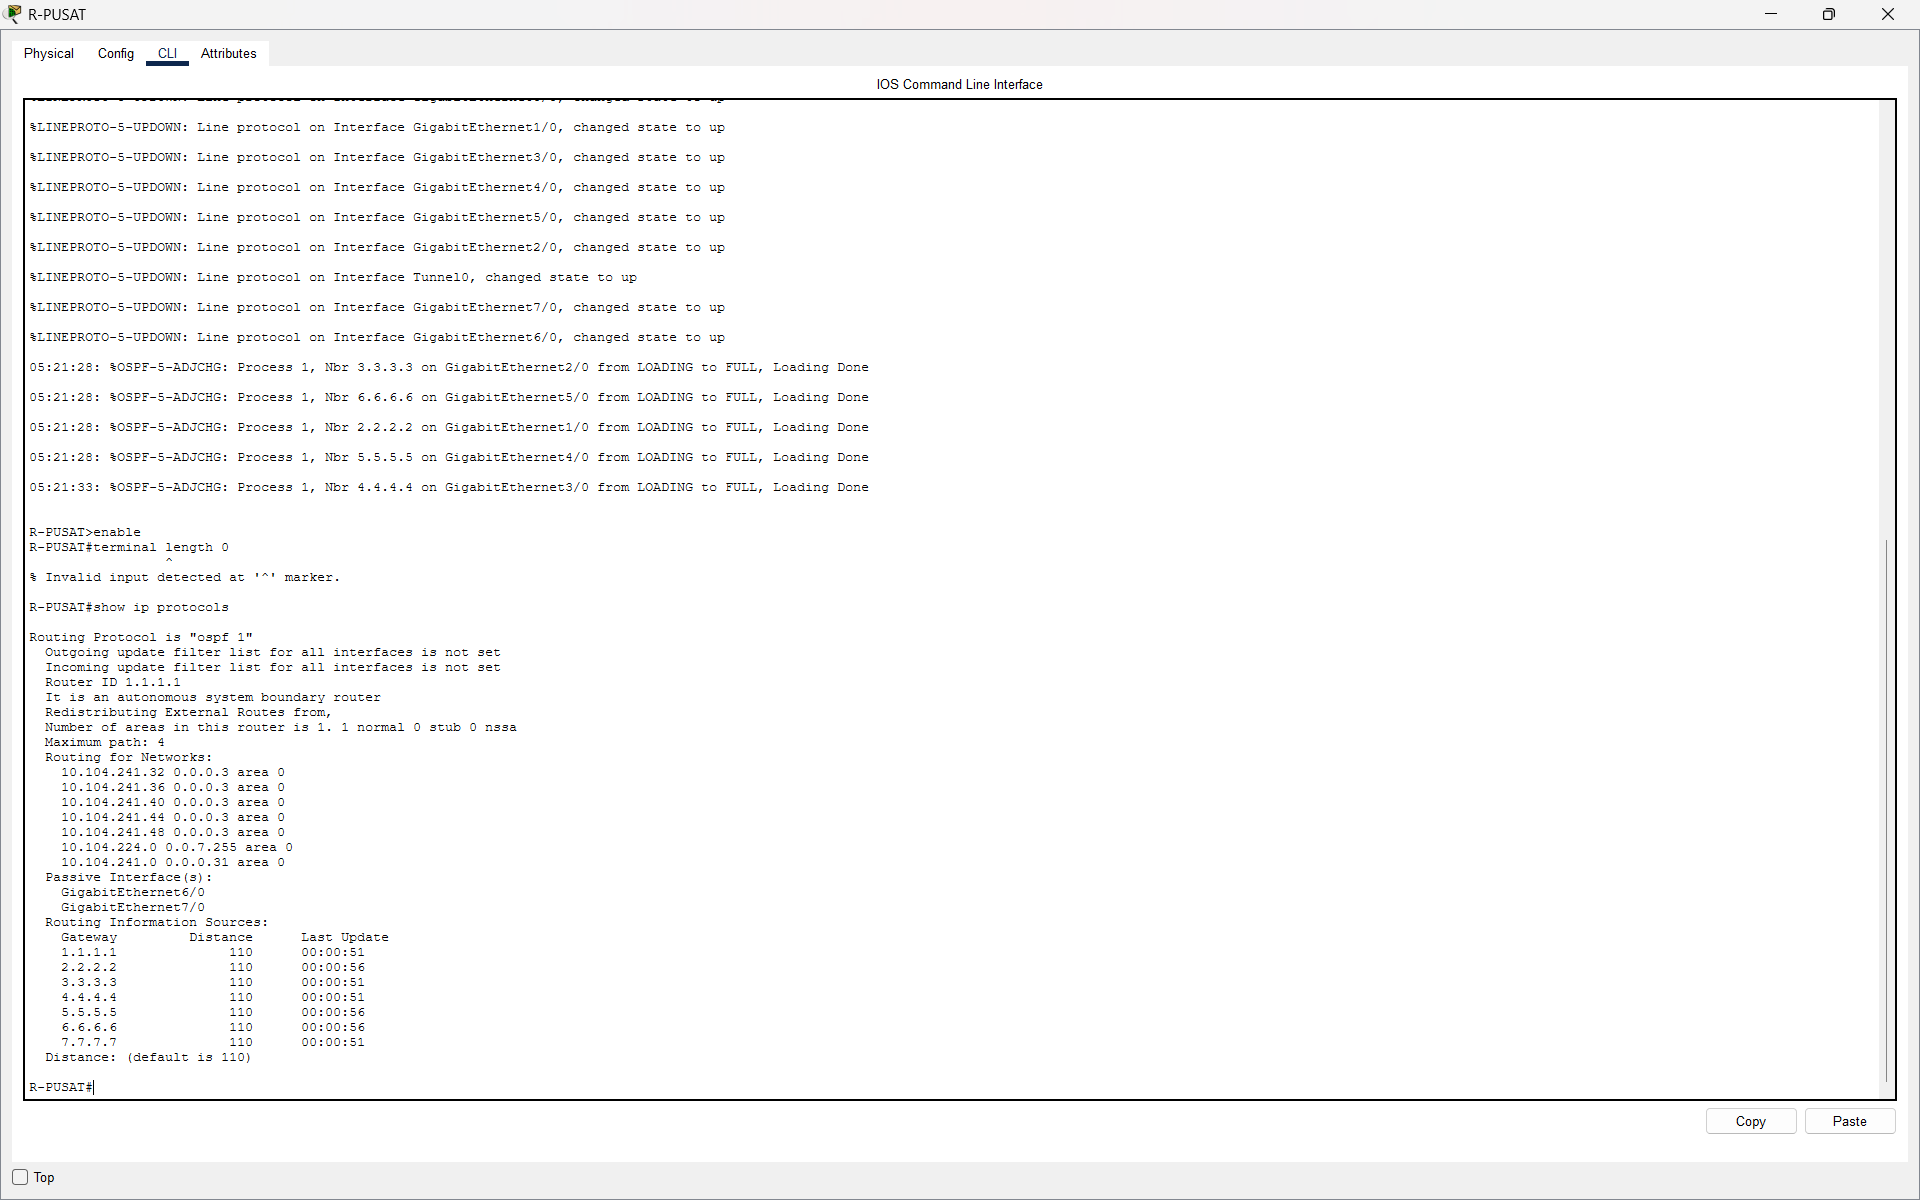 R-PUSAT
Physical Config CLI Attributes
IOS Command Line Interface
%LINEPROTO-5-UPDOWN: Line protocol on Interface GigabitEthernet1/0, changed state to up
%LINEPROTO-5-UPDOWN: Line protocol on Interface GigabitEthernet3/0, changed state to up
%LINEPROTO-5-UPDOWN: Line protocol on Interface GigabitEthernet4/0, changed state to up
%LINEPROTO-5-UPDOWN: Line protocol on Interface GigabitEthernet5/0, changed state to up
%LINEPROTO-5-UPDOWN: Line protocol on Interface GigabitEthernet2/0, changed state to up
%LINEPROTO-5-UPDOWN: Line protocol on Interface Tunnel0, changed state to up
%LINEPROTO-5-UPDOWN: Line protocol on Interface GigabitEthernet7/0, changed state to up
%LINEPROTO-5-UPDOWN: Line protocol on Interface GigabitEthernet6/0, changed state to up
05:21:28: %OSPF-5-ADJCHG: Process 1, Nbr 3.3.3.3 on GigabitEthernet2/0 from LOADING to FULL, Loading Done
05:21:28: %OSPF-5-ADJCHG: Process 1, Nbr 6.6.6.6 on GigabitEthernet5/0 from LOADING to FULL, Loading Done
05:21:28: %OSPF-5-ADJCHG: Process 1, Nbr 2.2.2.2 on GigabitEthernet1/0 from LOADING to FULL, Loading Done
05:21:28: %OSPF-5-ADJCHG: Process 1, Nbr 5.5.5.5 on GigabitEthernet4/0 from LOADING to FULL, Loading Done
05:21:33: %OSPF-5-ADJCHG: Process 1, Nbr 4.4.4.4 on GigabitEthernet3/0 from LOADING to FULL, Loading Done
R-PUSAT>enable
R-PUSAT#terminal length 0
^
% Invalid input detected at '^' marker.
R-PUSAT#show ip protocols
Routing Protocol is "ospf 1"
Outgoing update filter list for all interfaces is not set
Incoming update filter list for all interfaces is not set
Router ID 1.1.1.1
It is an autonomous system boundary router
Redistributing External Routes from,
Number of areas in this router is 1. 1 normal 0 stub 0 nssa
Maximum path: 4
Routing for Networks:
10.104.241.32 0.0.0.3 area 0
10.104.241.36 0.0.0.3 area 0
10.104.241.40 0.0.0.3 area 0
10.104.241.44 0.0.0.3 area 0
10.104.241.48 0.0.0.3 area 0
10.104.224.0 0.0.7.255 area 0
10.104.241.0 0.0.0.31 area 0
Passive Interface(s):
GigabitEthernet6/0
GigabitEthernet7/0
Routing Information Sources:
Gateway Distance Last Update
1.1.1.1 110 00:00:51
2.2.2.2 110 00:00:56
3.3.3.3 110 00:00:51
4.4.4.4 110 00:00:51
5.5.5.5 110 00:00:56
6.6.6.6 110 00:00:56
7.7.7.7 110 00:00:51
Distance: (default is 110)
R-PUSAT#
Copy Paste
Top